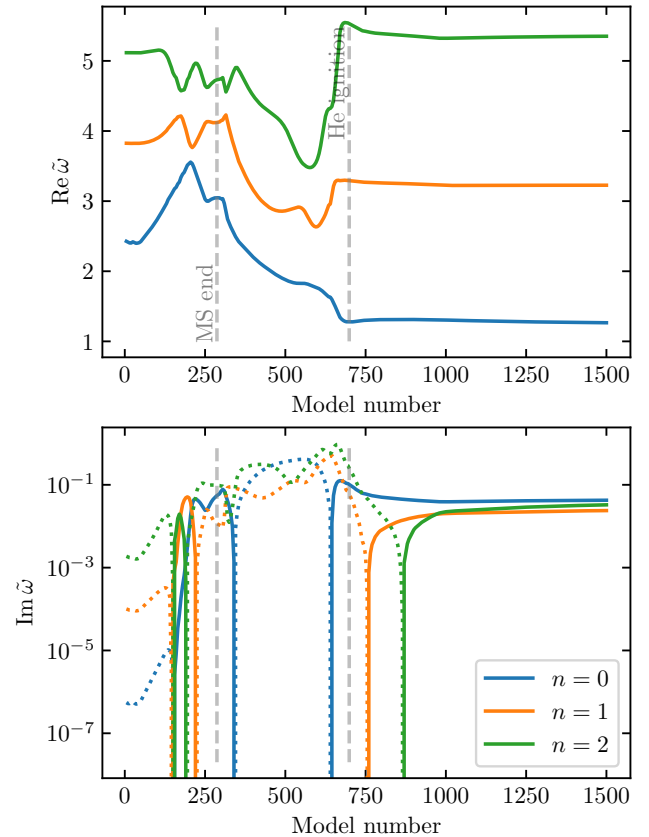 5
4
3
2
1
Re ω̃
MS end
He ignition
0
250
500
750
1000
1250
1500
Model number
10⁻¹
10⁻³
10⁻⁵
10⁻⁷
Im ω̃
n = 0
n = 1
n = 2
0
250
500
750
1000
1250
1500
Model number